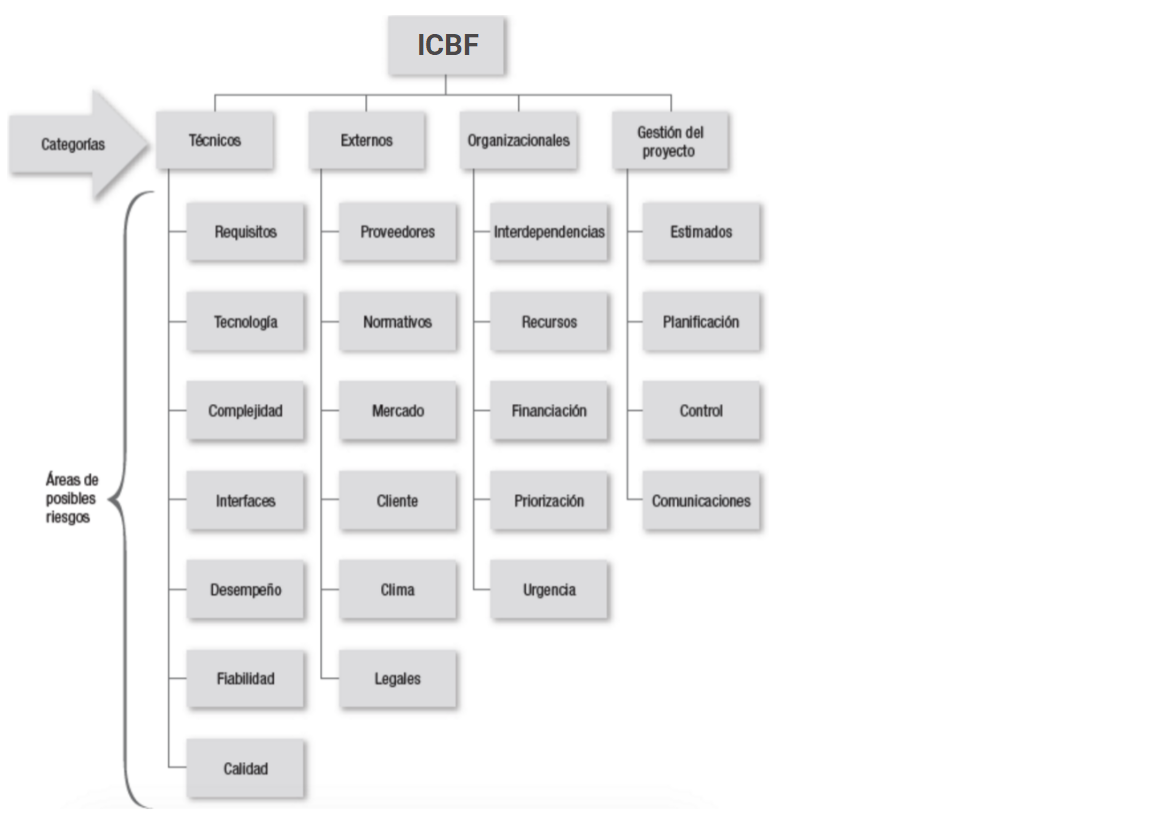 ICBF
Categorías
Técnicos
Externos
Organizacionales
Gestión del
proyecto
Requisitos
Proveedores
Interdependencias
Estimados
Tecnología
Normativos
Recursos
Planificación
Complejidad
Mercado
Financiación
Control
Áreas de
posibles
riesgos
Interfaces
Cliente
Priorización
Comunicaciones
Desempeño
Clima
Urgencia
Fiabilidad
Legales
Calidad